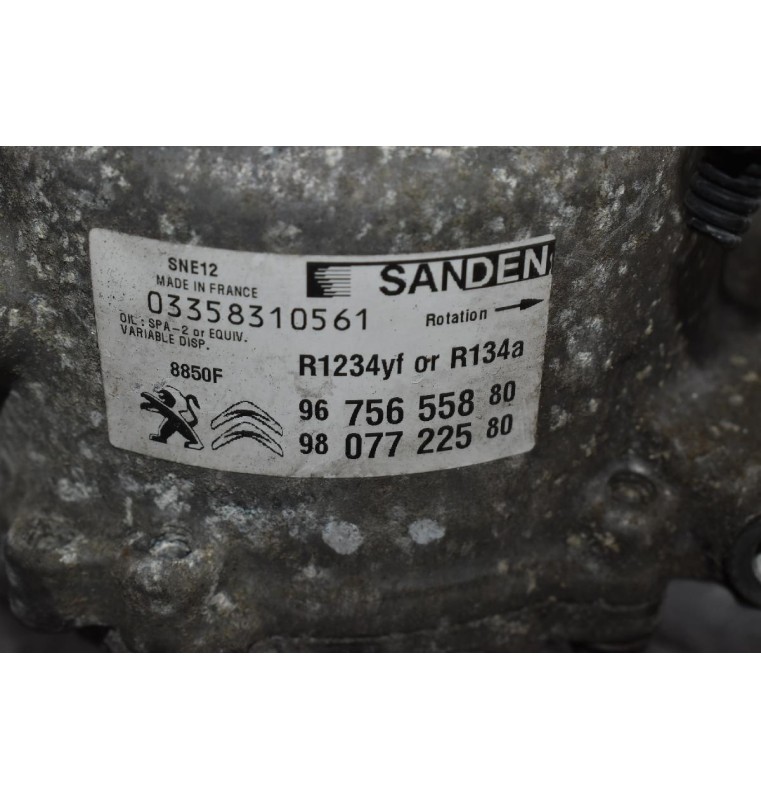 SNE12
MADE IN FRANCE
SANDEN
03358310561
Rotation
OIL: SPA-2 or EQUIV.
VARIABLE DISP.
8850F
R1234yf or R134a
96 756 558 80
98 077 225 80